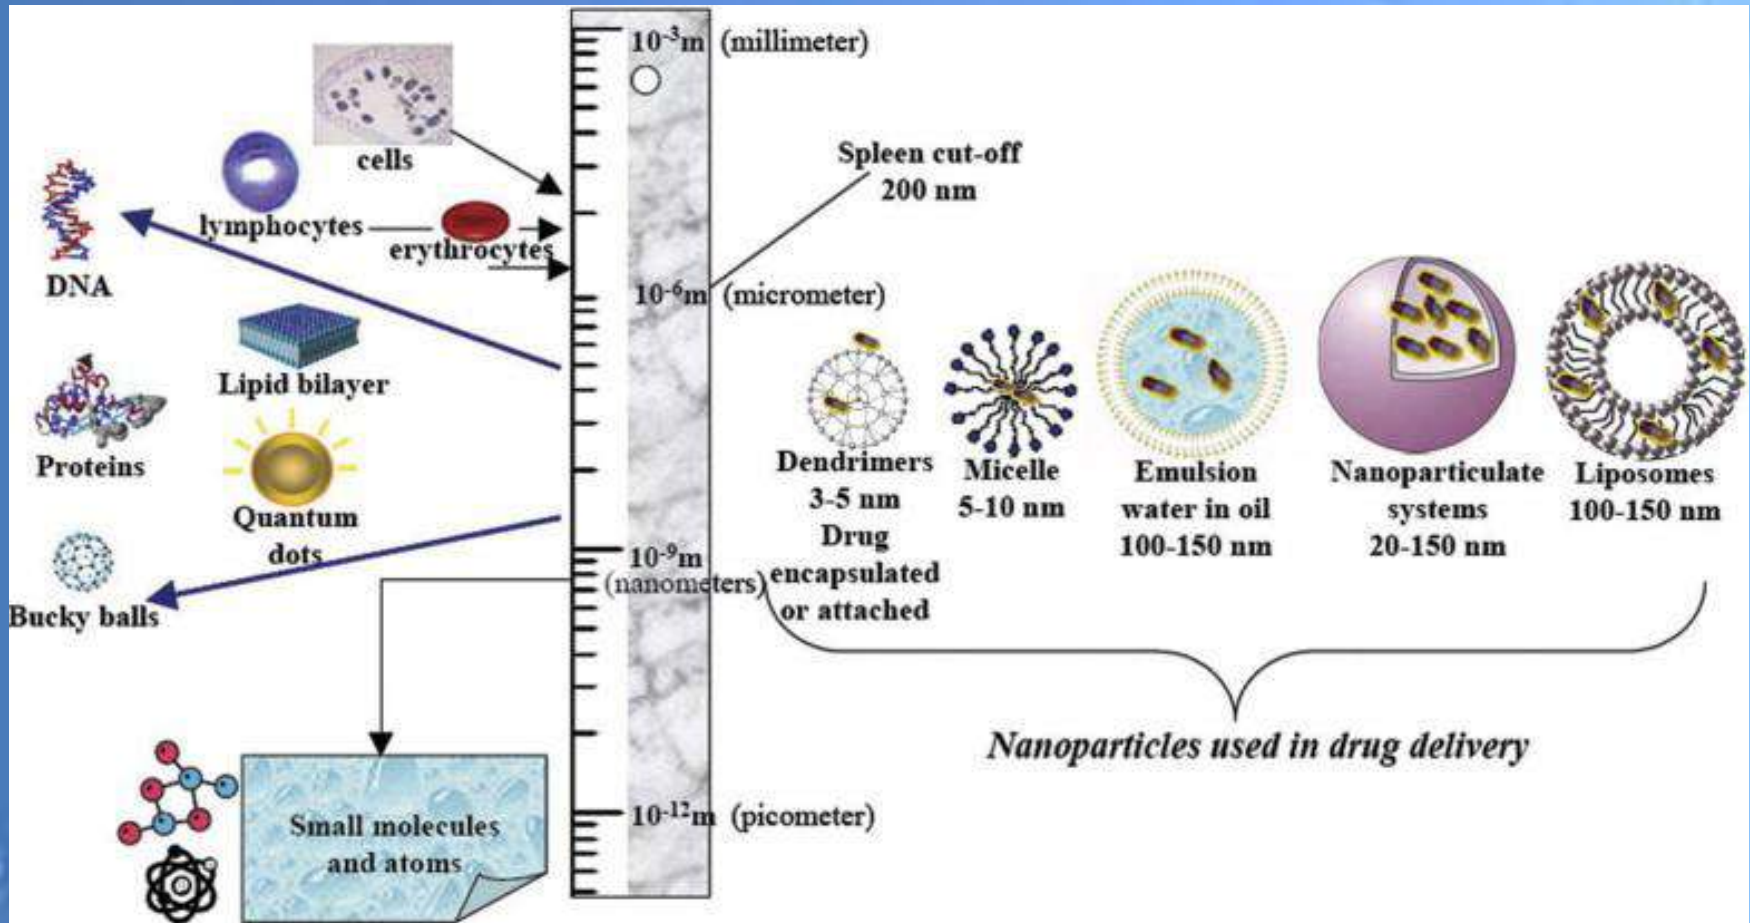 10-3m (millimeter)
cells
Spleen cut-off
200 nm
lymphocytes
erythrocytes
DNA
10-6m (micrometer)
Lipid bilayer
Proteins
Quantum
dots
Dendrimers
3-5 nm
Drug
encapsulated
or attached
Micelle
5-10 nm
Emulsion
water in oil
100-150 nm
Nanoparticulate
systems
20-150 nm
Liposomes
100-150 nm
10-9m
(nanometers)
Bucky balls
Nanoparticles used in drug delivery
10-12m (picometer)
Small molecules
and atoms